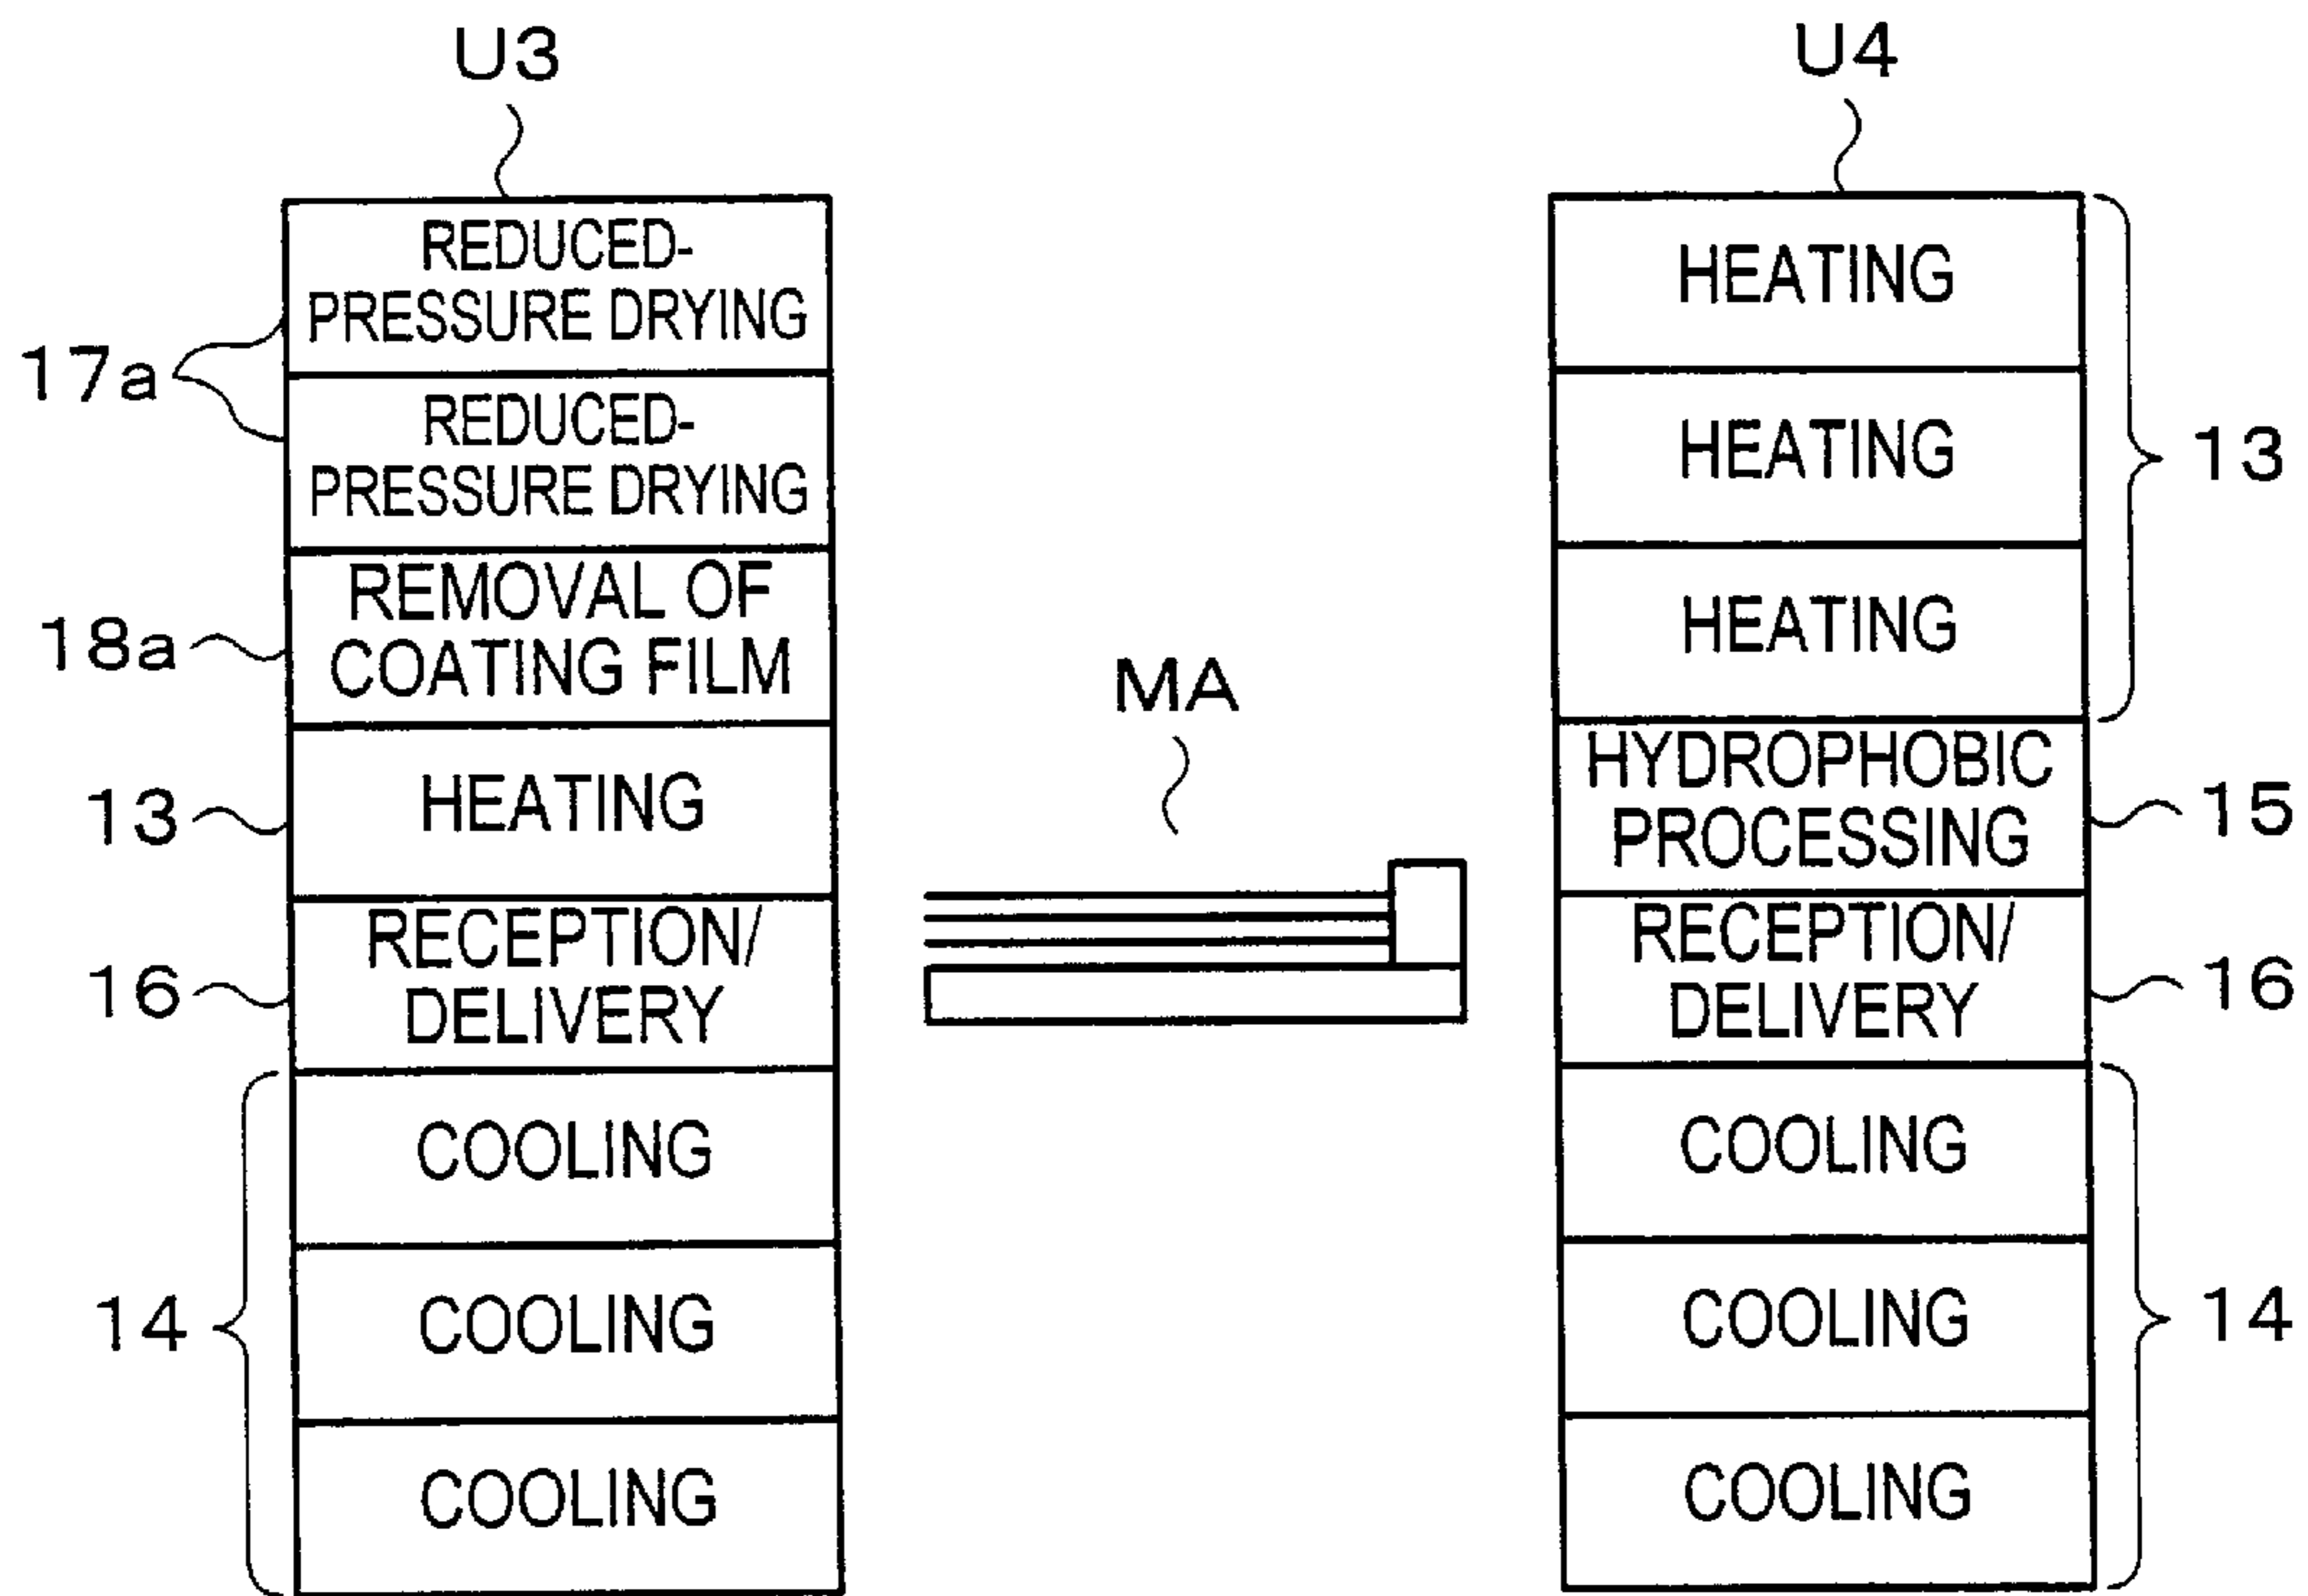 U3
REDUCED-
PRESSURE DRYING
REDUCED-
PRESSURE DRYING
17a
REMOVAL OF
COATING FILM
18a
HEATING
13
RECEPTION/
DELIVERY
16
COOLING
COOLING
COOLING
14
MA
U4
HEATING
HEATING
HEATING
13
HYDROPHOBIC
PROCESSING
15
RECEPTION/
DELIVERY
16
COOLING
COOLING
COOLING
14